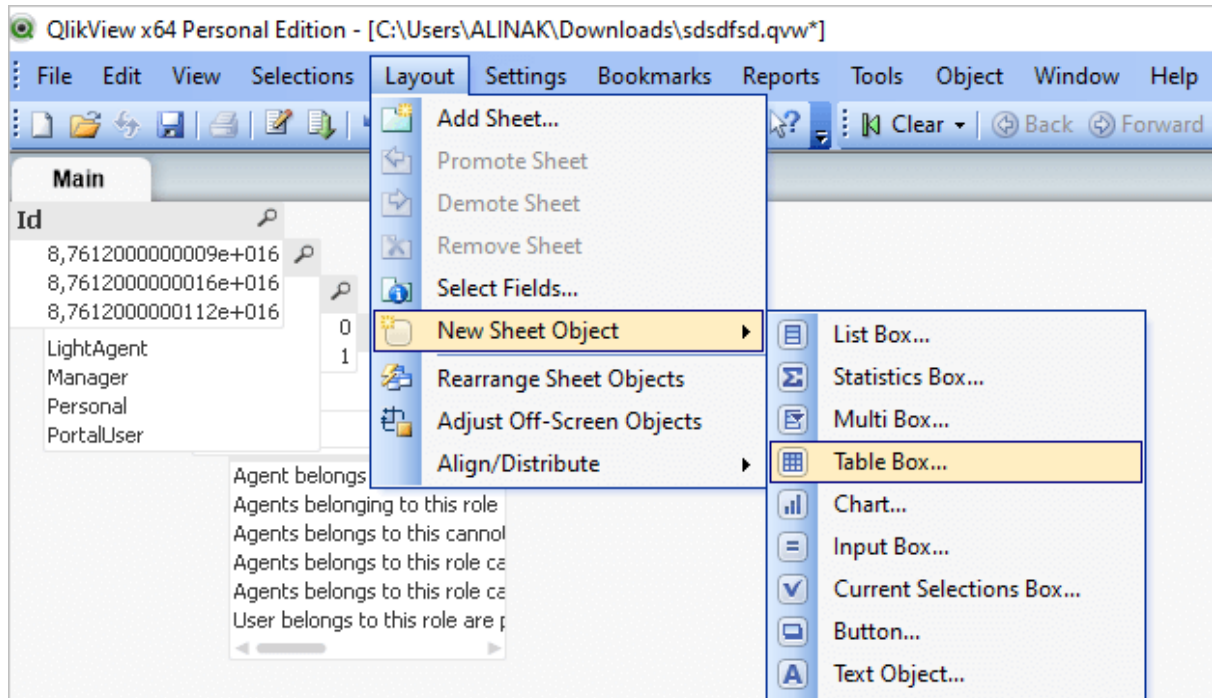 QlikView x64 Personal Edition - [C:\Users\ALINAK\Downloads\sdsdfsd.qvw*]
File Edit View Selections Layout Settings Bookmarks Reports Tools Object Window Help
Clear Back Forward
Main
Id
8,7612000000009e+016
8,7612000000016e+016
8,7612000000112e+016
0
1
LightAgent
Manager
Personal
PortalUser
Agent belongs
Agents belonging to this role
Agents belongs to this
Agents belongs to this role
Agents belongs to this role
User belongs to this role are
Add Sheet...
Promote Sheet
Demote Sheet
Remove Sheet
Select Fields...
New Sheet Object
Rearrange Sheet Objects
Adjust Off-Screen Objects
Align/Distribute
List Box...
Statistics Box...
Multi Box...
Table Box...
Chart...
Input Box...
Current Selections Box...
Button...
Text Object...